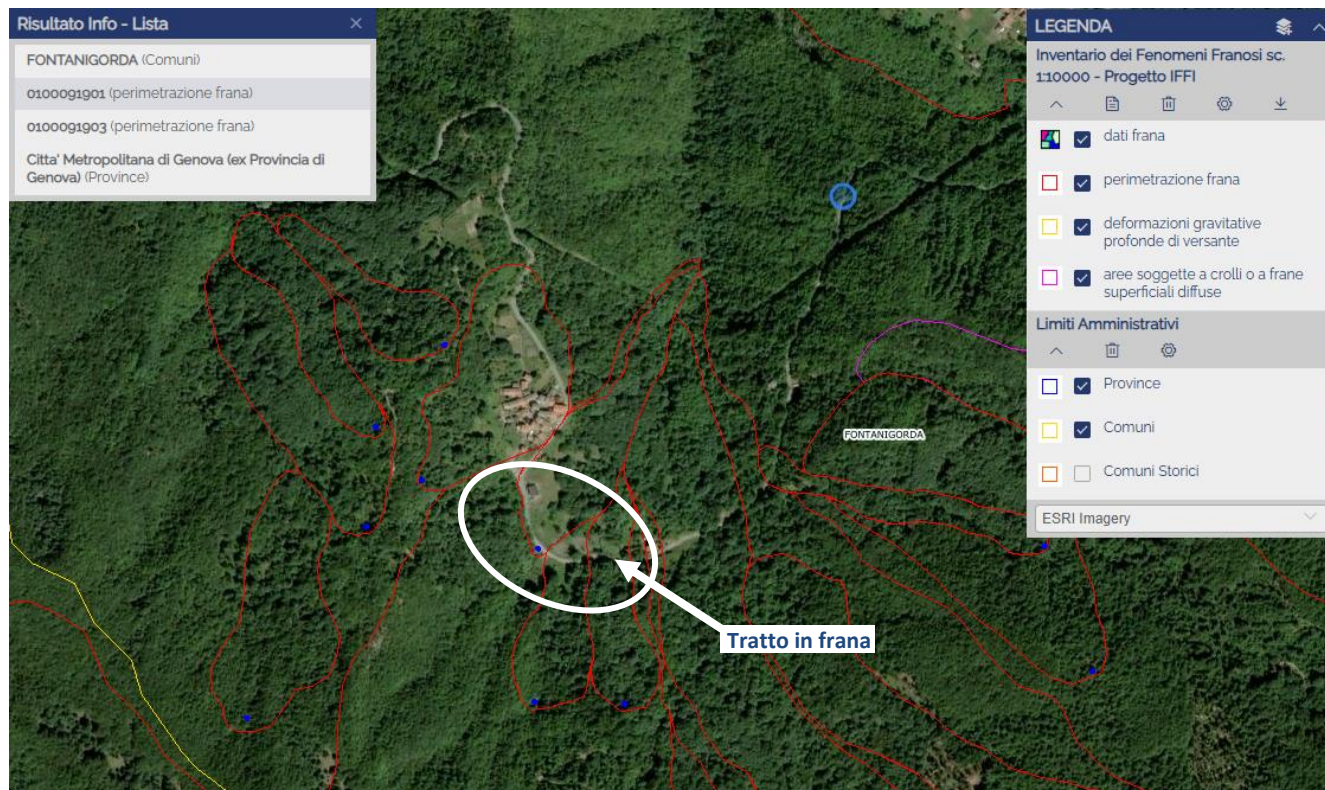 Risultato Info - Lista
FONTANIGORDA (Comuni)
0100091901 (perimetrazione frana)
0100091903 (perimetrazione frana)
Citta' Metropolitana di Genova (ex Provincia di
Genova) (Province)
FONTANIGORDA
Tratto in frana
LEGENDA
Inventario dei Fenomeni Franosi sc.
1:10000 - Progetto IFFI
dati frana
perimetrazione frana
deformazioni gravitative
profonde di versante
aree soggette a crolli o a frane
superficiali diffuse
Limiti Amministrativi
Province
Comuni
Comuni Storici
ESRI Imagery